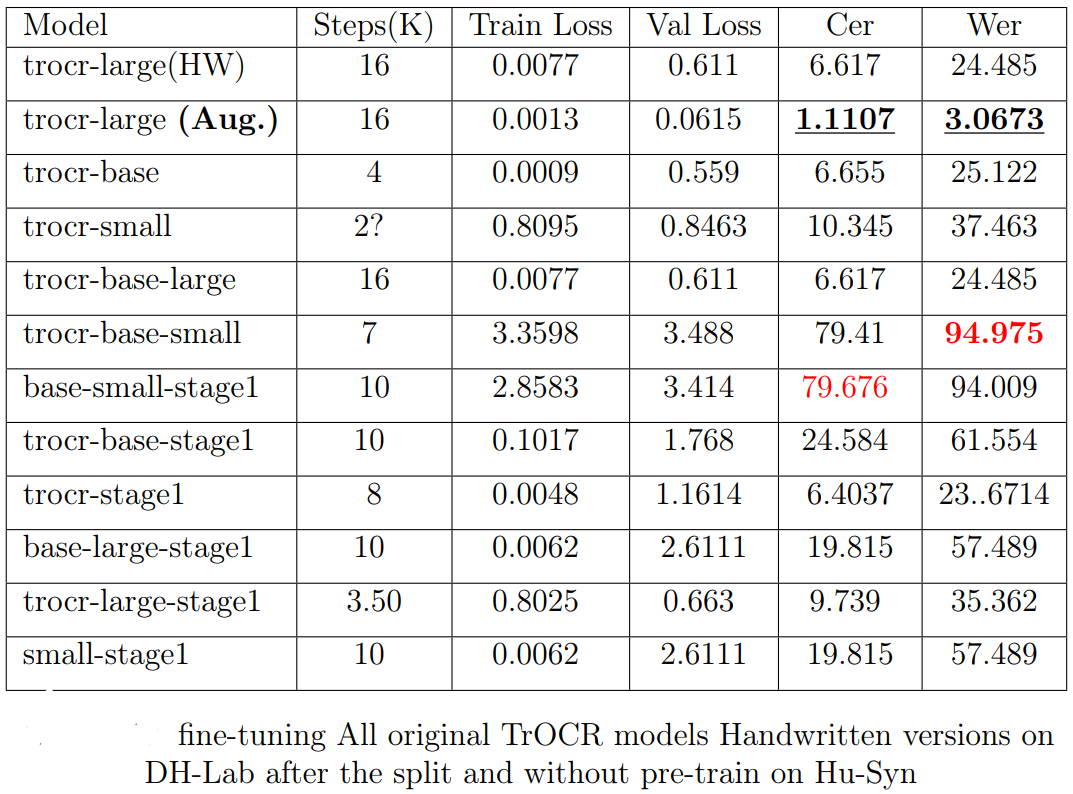 Model Steps(K) Train Loss Val Loss Cer Wer
trocr-large(HW) 16 0.0077 0.611 6.617 24.485
trocr-large (Aug.) 16 0.0013 0.0615 1.1107 3.0673
trocr-base 4 0.0009 0.559 6.655 25.122
trocr-small 2? 0.8095 0.8463 10.345 37.463
trocr-base-large 16 0.0077 0.611 6.617 24.485
trocr-base-small 7 3.3598 3.488 79.41 94.975
base-small-stage1 10 2.8583 3.414 79.676 94.009
trocr-base-stage1 10 0.1017 1.768 24.584 61.554
trocr-stage1 8 0.0048 1.1614 6.4037 23..6714
base-large-stage1 10 0.0062 2.6111 19.815 57.489
trocr-large-stage1 3.50 0.8025 0.663 9.739 35.362
small-stage1 10 0.0062 2.6111 19.815 57.489
fine-tuning All original TrOCR models Handwritten versions on
DH-Lab after the split and without pre-train on Hu-Syn